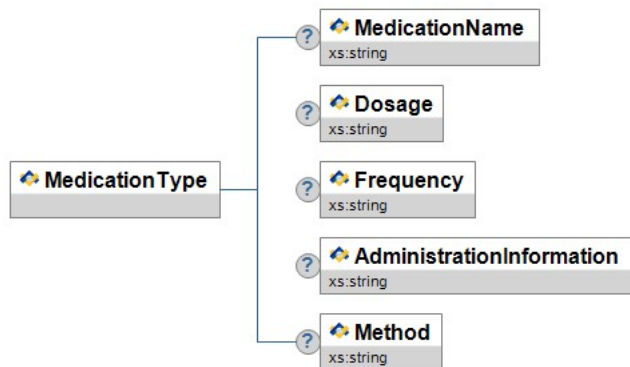 ? MedicationName
xs:string
? Dosage
xs:string
MedicationType
? Frequency
xs:string
? AdministrationInformation
xs:string
? Method
xs:string